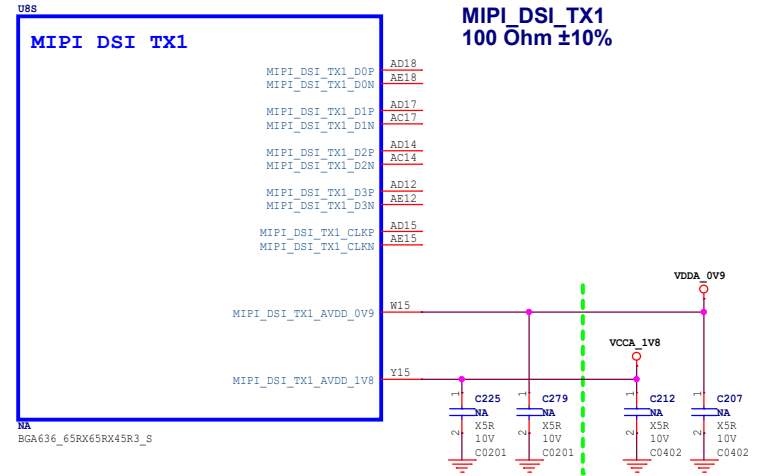 U8S
MIPI DSI TX1
MIPI_DSI_TX1
100 Ohm ±10%
MIPI_DSI_TX1_D0P AD18
MIPI_DSI_TX1_D0N AE18
MIPI_DSI_TX1_D1P AD17
MIPI_DSI_TX1_D1N AC17
MIPI_DSI_TX1_D2P AD14
MIPI_DSI_TX1_D2N AC14
MIPI_DSI_TX1_D3P AD12
MIPI_DSI_TX1_D3N AE12
MIPI_DSI_TX1_CLKP AD15
MIPI_DSI_TX1_CLKN AE15
VDDA_0V9
MIPI_DSI_TX1_AVDD_0V9 W15
VCCA_1V8
MIPI_DSI_TX1_AVDD_1V8 Y15
1 C225 1 C279 1 C212 1 C207
NA NA NA NA
X5R X5R X5R X5R
2 10V 2 10V 2 10V 2 10V
C0201 C0201 C0402 C0402
NA
BGA636_65RX65RX45R3_S